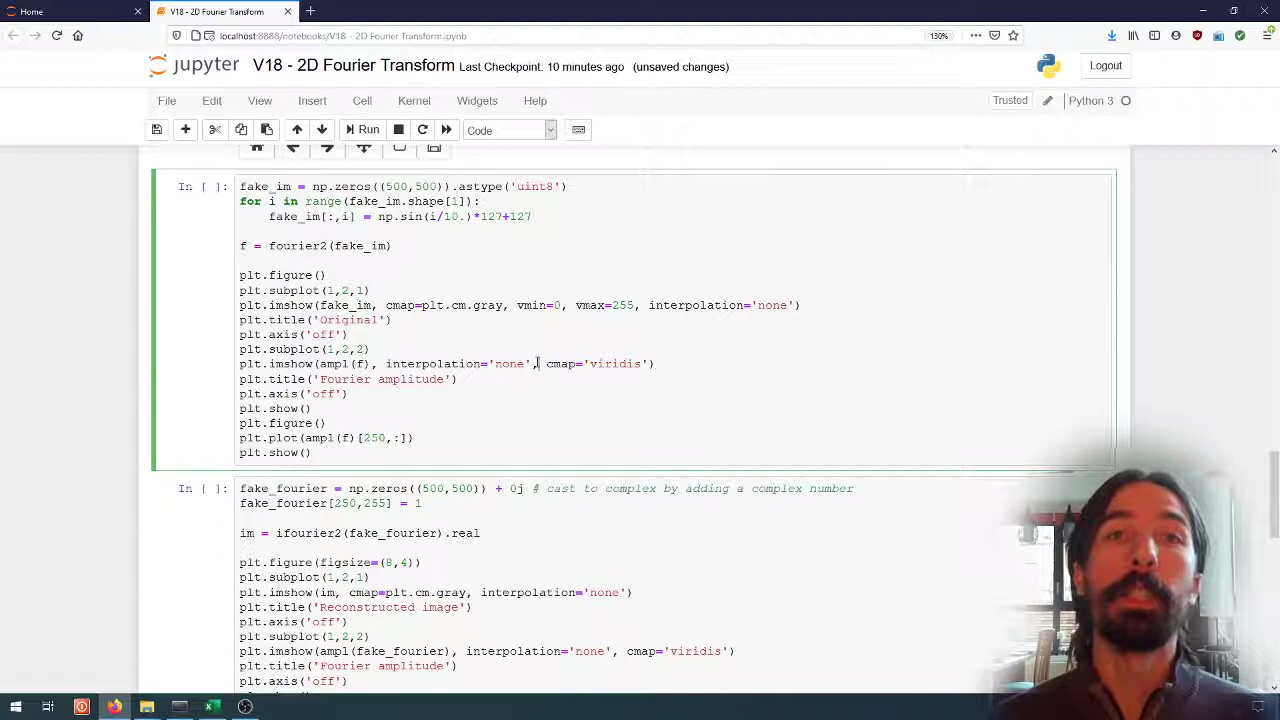 Home
V18 - 2D Fourier Transform
localhost:8888/notebooks/V18 - 2D Fourier Transform.ipynb
130%
jupyter V18 - 2D Fourier Transform Last Checkpoint: 10 minutes ago (unsaved changes)
Logout
File Edit View Insert Cell Kernel Widgets Help
Trusted
Python 3
Run
Code
In [ ]:
fake_im = np.zeros((500,500)).astype('uint8')
for i in range(fake_im.shape[1]):
    fake_im[:,i] = np.sin(i/10.)*127+127
f = fourier2(fake_im)
plt.figure()
plt.subplot(1,2,1)
plt.imshow(fake_im, cmap=plt.cm.gray, vmin=0, vmax=255, interpolation='none')
plt.title('Original')
plt.axis('off')
plt.subplot(1,2,2)
plt.imshow(ampl(f), interpolation='none', cmap='viridis')
plt.title('Fourier amplitude')
plt.axis('off')
plt.show()
plt.figure()
plt.plot(ampl(f)[250,:])
plt.show()
In [ ]:
fake_fourier = np.zeros((500,500)) + 0j # cast to complex by adding a complex number
fake_fourier[250,255] = 1
im = ifourier2(fake_fourier).real
plt.figure(figsize=(8,4))
plt.subplot(1,2,1)
plt.imshow(im, cmap=plt.cm.gray, interpolation='none')
plt.title('Reconstructed image')
plt.axis('off')
plt.subplot(1,2,2)
plt.imshow(ampl(fake_fourier), interpolation='none', cmap='viridis')
plt.title('Fourier amplitude')
plt.axis('off')